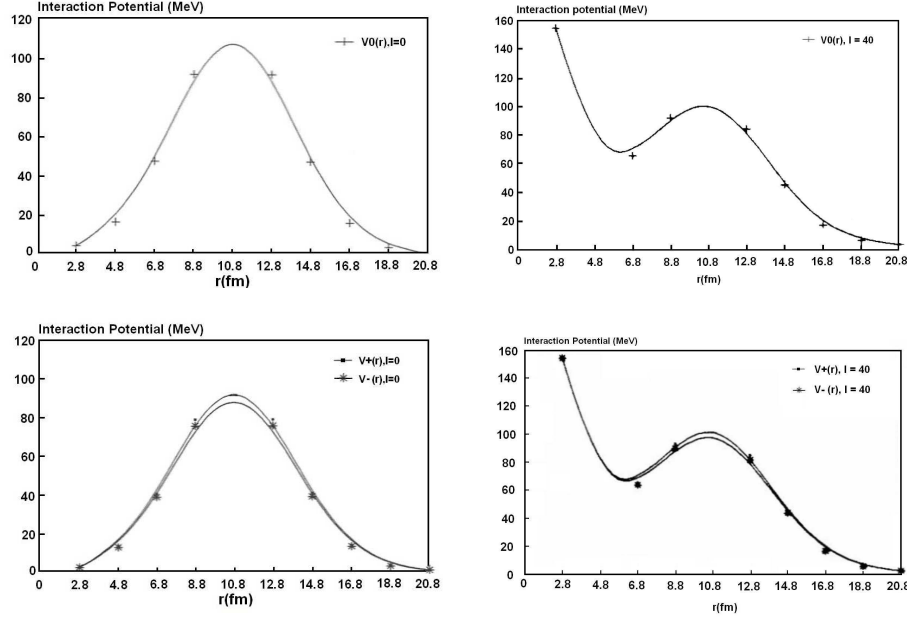 Interaction Potential (MeV)
120
100
80
60
40
20
0
V0(r),I=0
0 2.8 4.8 6.8 8.8 10.8 12.8 14.8 16.8 18.8 20.8
r(fm)
Interaction potential (MeV)
160
140
120
100
80
60
40
20
0
V0(r), I = 40
0 2.8 4.8 6.8 8.8 10.8 12.8 14.8 16.8 18.8 20.8
r(fm)
Interaction Potential (MeV)
120
100
80
60
40
20
0
V+(r),I=0
V-(r),I=0
0 2.8 4.8 6.8 8.8 10.8 12.8 14.8 16.8 18.8 20.8
r(fm)
Interaction Potential (MeV)
160
140
120
100
80
60
40
20
0
V+(r), I = 40
V- (r), I = 40
0 2.8 4.8 6.8 8.8 10.8 12.8 14.8 16.8 18.8 20.8
r(fm)